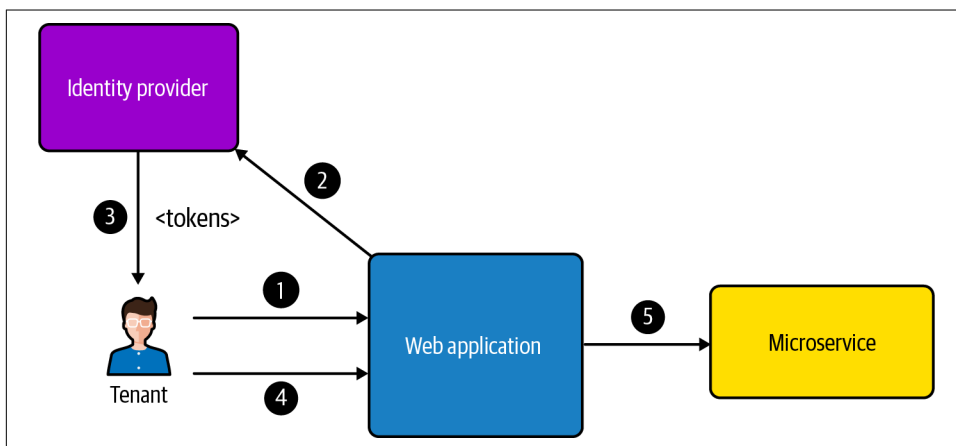 Identity provider
2
3
<tokens>
1
5
Web application
Microservice
Tenant
4